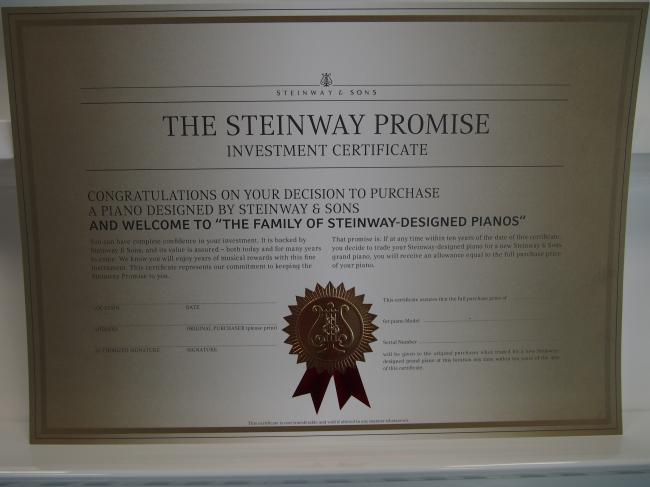 STEINWAY & SONS
THE STEINWAY PROMISE
INVESTMENT CERTIFICATE
CONGRATULATIONS ON YOUR DECISION TO PURCHASE
A PIANO DESIGNED BY STEINWAY & SONS
AND WELCOME TO "THE FAMILY OF STEINWAY-DESIGNED PIANOS"
You can have complete confidence in your investment. It is backed by
Steinway & Sons, and its value is assured – both today and for many years
to come. We know you will enjoy years of musical rewards with this fine
instrument. This certificate represents our commitment to keeping the
Steinway Promise to you.
That promise is: If at any time within ten years of the date of this certificate,
you decide to trade your Steinway-designed piano for a new Steinway & Sons
grand piano, you will receive an allowance equal to the full purchase price
of your piano.
LOCATION DATE
ADDRESS ORIGINAL PURCHASER (please print)
AUTHORIZED SIGNATURE SIGNATURE
This certificate assures that the full purchase price of
for piano Model
Serial Number
will be given to the original purchaser when traded for a new Steinway-
designed grand piano at this location any time within ten years of the date
of this certificate.
This certificate is non-transferable and void if altered in any manner whatsoever.